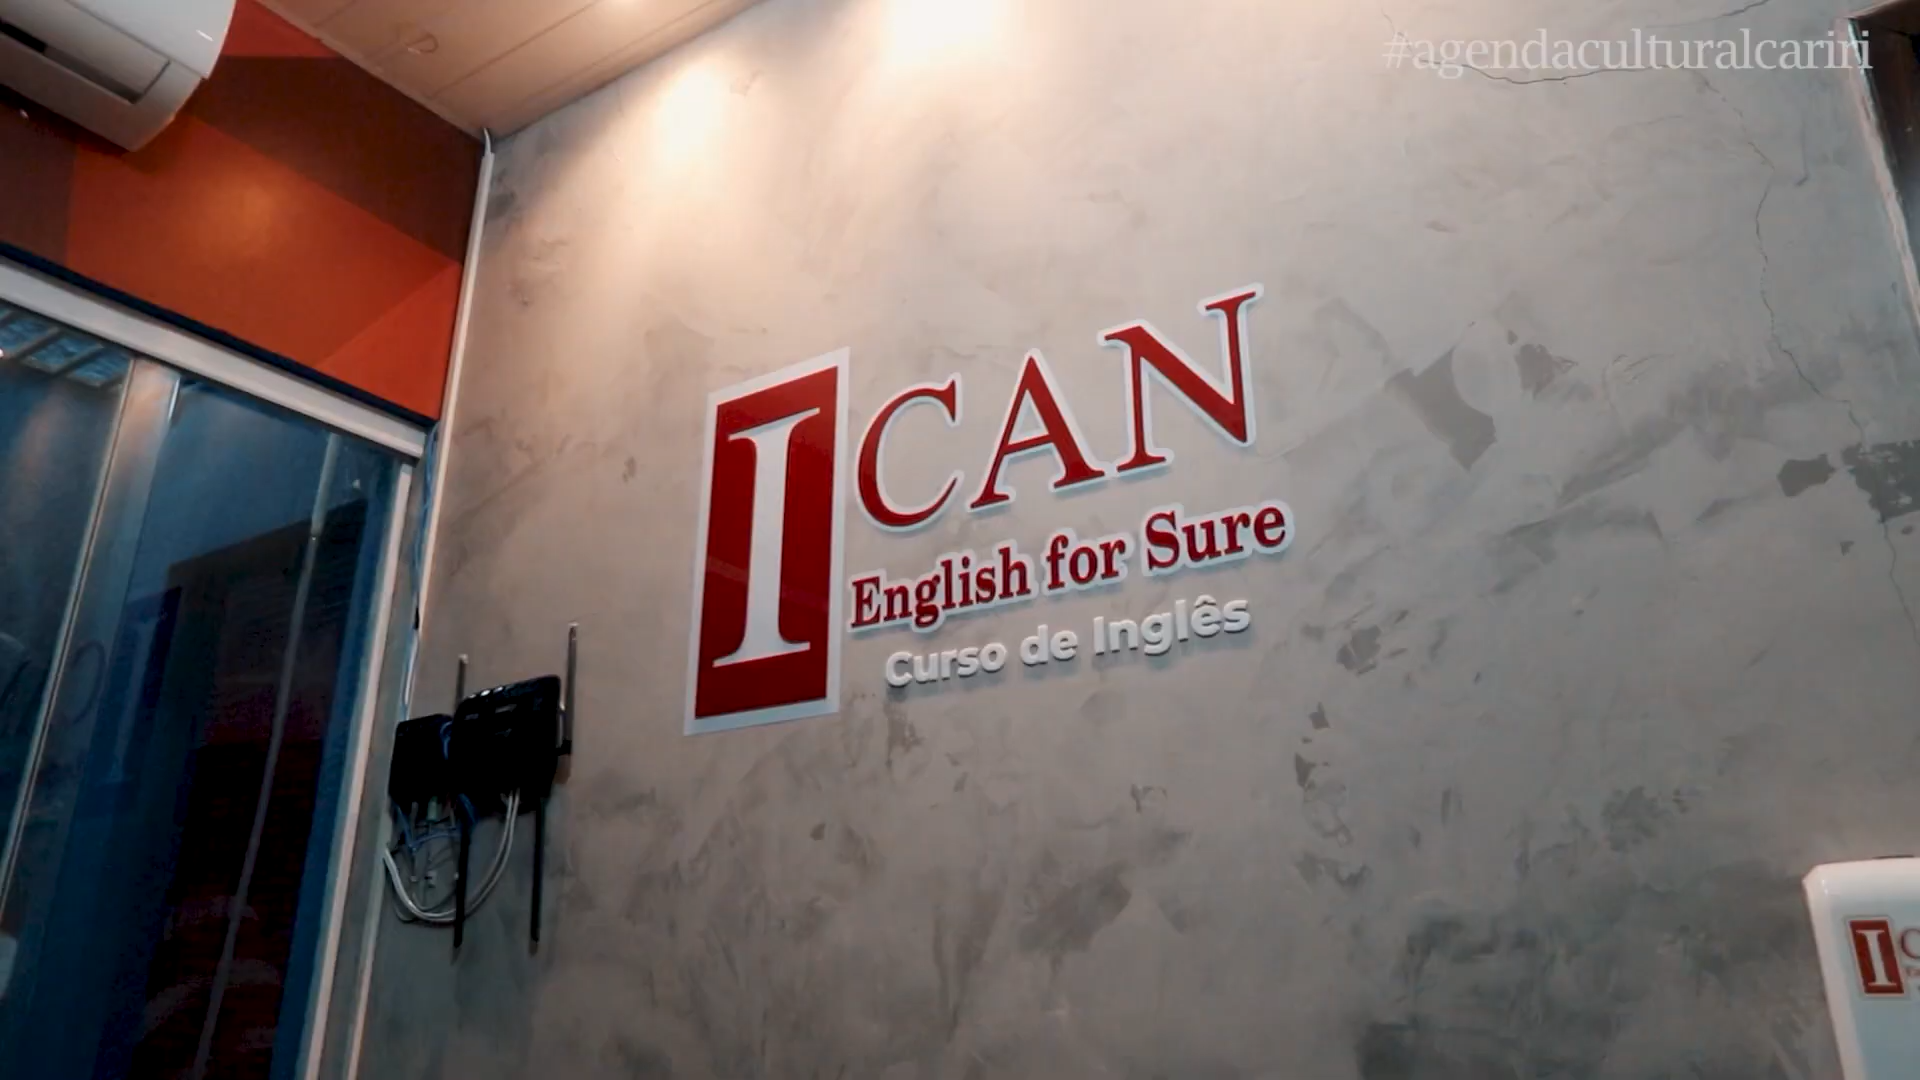 #agendaculturalcariri
I CAN
English for Sure
Curso de Inglês
I